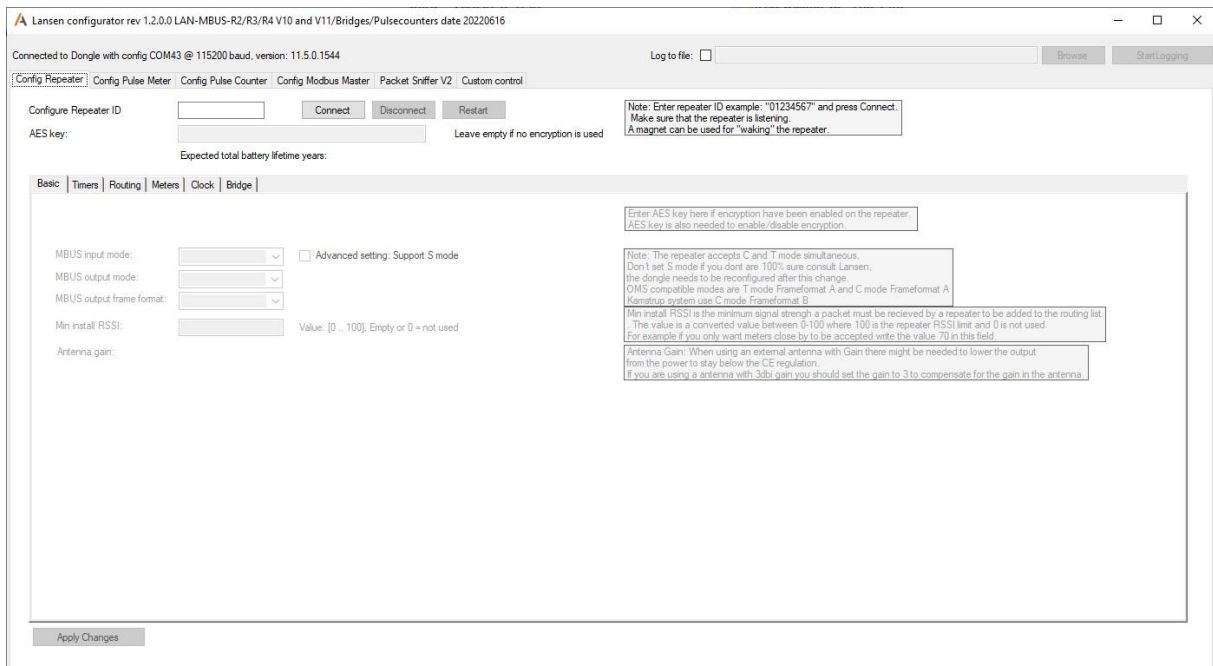 Lansen configurator rev 1.2.0.0 LAN-MBUS-R2/R3/R4 V10 and V11/Bridges/Pulsecounters date 20220616
Connected to Dongle with config COM43 @ 115200 baud, version: 11.5.0.1544
Log to file:
Browse
StartLogging
Config Repeater
Config Pulse Meter
Config Pulse Counter
Config Modbus Master
Packet Sniffer V2
Custom control
Configure Repeater ID
Connect
Disconnect
Restart
Note: Enter repeater ID example: "01234567" and press Connect.
Make sure that the repeater is listening.
A magnet can be used for "waking" the repeater.
AES key:
Leave empty if no encryption is used
Expected total battery lifetime years:
Basic
Timers
Routing
Meters
Clock
Bridge
Enter AES key here if encryption have been enabled on the repeater.
AES key is also needed to enable/disable encryption.
MBUS input mode:
Advanced setting: Support S mode
MBUS output mode:
MBUS output frame format:
Note: The repeater accepts C and T mode simultaneous.
Don't set S mode if you dont are 100% sure consult Lansen,
the dongle needs to be reconfigured after this change.
OMS compatible modes are T mode Frameformat A and C mode Frameformat A
Kamstrup system use C mode Frameformat B
Min install RSSI:
Value: [0 .. 100], Empty or 0 = not used
Min install RSSI is the minimum signal strengh a packet must be recieved by a repeater to be added to the routing list
. The value is a converted value between 0-100 where 100 is the repeater RSSI limit and 0 is not used.
For example if you only want meters close by to be accepted write the value 70 in this field.
Antenna gain:
Antenna Gain: When using an external antenna with Gain there might be needed to lower the output
from the power to stay below the CE regulation.
If you are using a antenna with 3dbi gain you should set the gain to 3 to compensate for the gain in the antenna.
Apply Changes